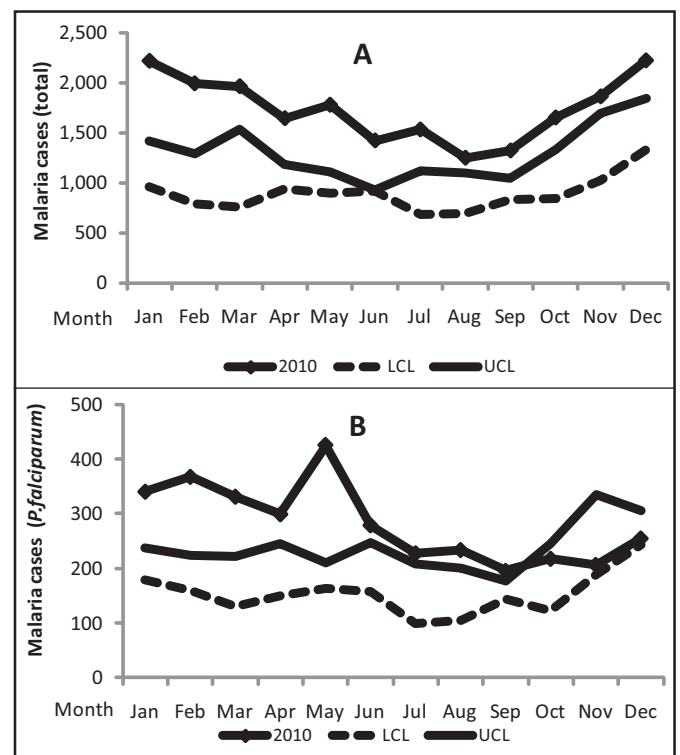 A
Malaria cases (total)
2,500
2,000
1,500
1,000
500
0
Month Jan Feb Mar Apr May Jun Jul Aug Sep Oct Nov Dec
2010 LCL UCL
B
Malaria cases (P.falciparum)
500
400
300
200
100
0
Month Jan Feb Mar Apr May Jun Jul Aug Sep Oct Nov Dec
2010 LCL UCL